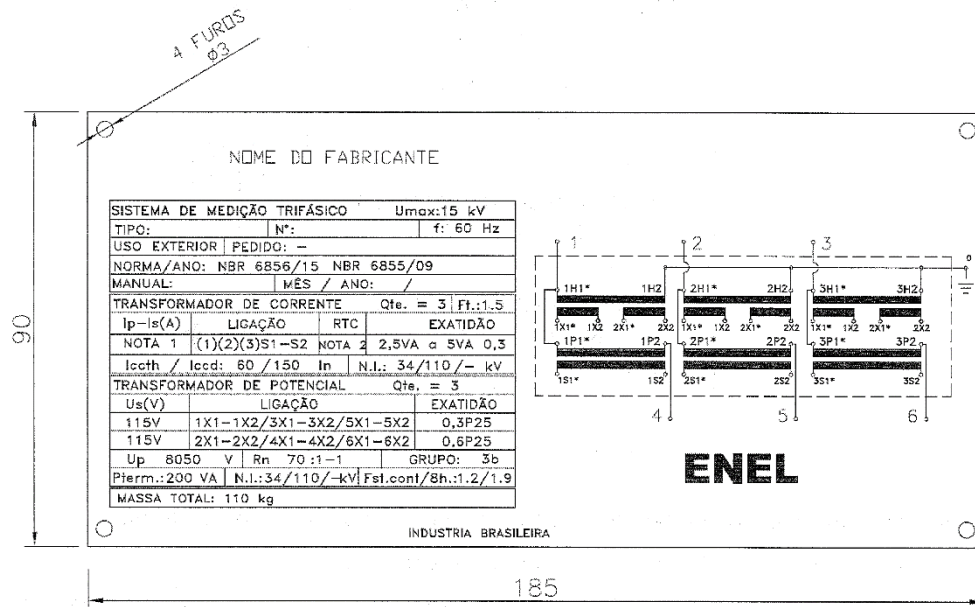 4 FUROS
ø3
NOME DO FABRICANTE
SISTEMA DE MEDIÇÃO TRIFÁSICO Umax:15 kV
TIPO: N°: f: 60 Hz
USO EXTERIOR PEDIDO: –
NORMA/ANO: NBR 6856/15 NBR 6855/09
MANUAL: MÊS / ANO: /
TRANSFORMADOR DE CORRENTE Qte. = 3 Ft.:1.5
Ip-Is(A) LIGAÇÃO RTC EXATIDÃO
NOTA 1 (1)(2)(3)S1-S2 NOTA 2 2,5VA a 5VA 0,3
Iccth / Iccd: 60 /150 In N.I.: 34/110/- kV
TRANSFORMADOR DE POTENCIAL Qte. = 3
Us(V) LIGAÇÃO EXATIDÃO
115V 1X1-1X2/3X1-3X2/5X1-5X2 0,3P25
115V 2X1-2X2/4X1-4X2/6X1-6X2 0,6P25
Up 8050 V Rn 70:1-1 GRUPO: 3b
Pterm.:200 VA N.I.:34/110/-kV Fst.cont/8h.:1.2/1.9
MASSA TOTAL: 110 kg
1 2 3
1H1* 1H2 2H1* 2H2 3H1* 3H2
1X1* 1X2 2X1* 2X2 1X1* 1X2 2X1* 2X2 1X1* 1X2 2X1* 2X2
1P1* 1P2 2P1* 2P2 3P1* 3P2
1S1* 1S2 2S1* 2S2 3S1* 3S2
4 5 6
ENEL
INDUSTRIA BRASILEIRA
90
185